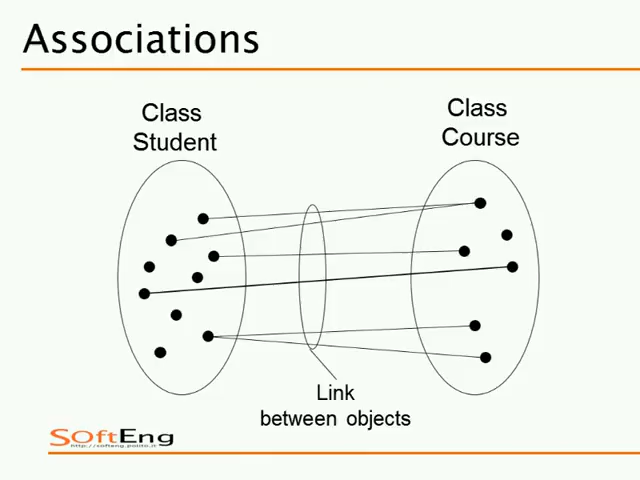 Associations
Class
Student
Class
Course
Link
between objects
SOftEng
http://softeng.polito.it